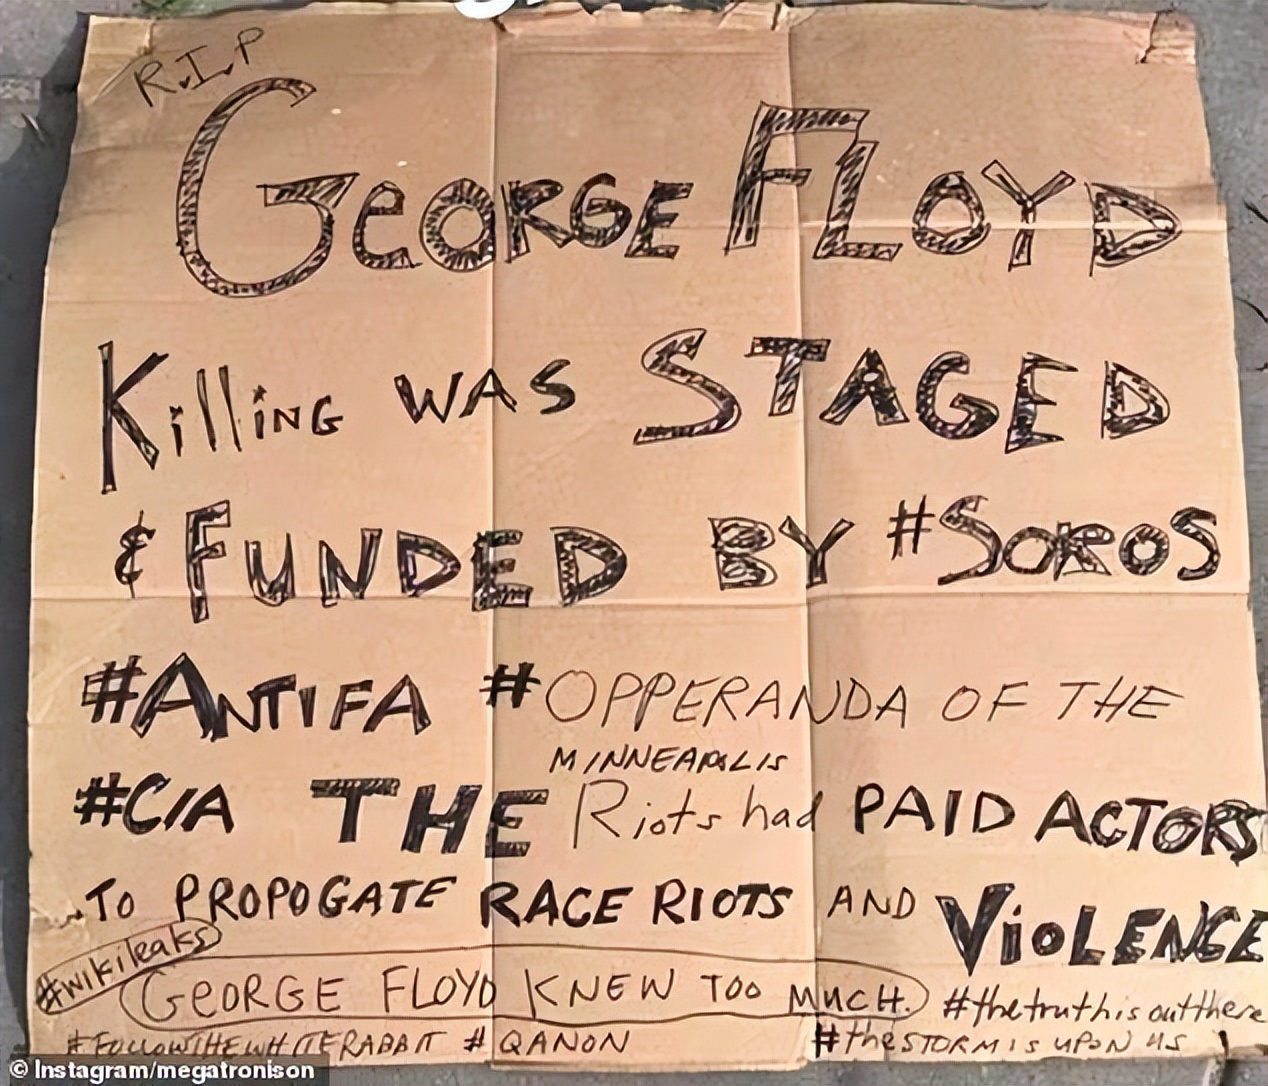 R.I.P
GEORGE FLOYD
Killing WAS STAGED
& FUNDED BY #SOROS
#ANTIFA #OPPERANDA OF THE
MINNEAPOLIS
#CIA THE Riots had PAID ACTORS
TO PROPOGATE RACE RIOTS AND VIOLENCE
#wikileaks
GEORGE FLOYD KNEW TOO MUCH. #thetruthisoutthere
#FOLLOWTHEWHITERABBIT #QANON #theSTORMISUPONUS
© Instagram/megatronison